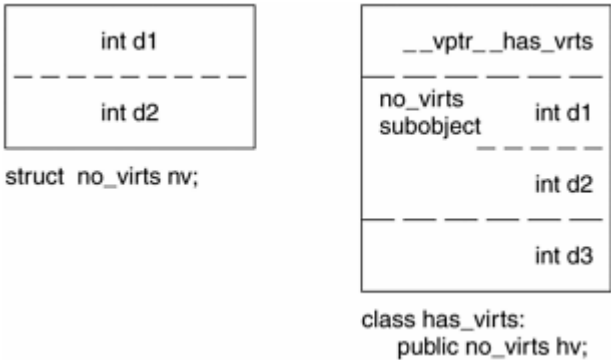 int d1
int d2
struct no_virts nv;
__vptr__has_vrts
no_virts
subobject
int d1
int d2
int d3
class has_virts:
public no_virts hv;